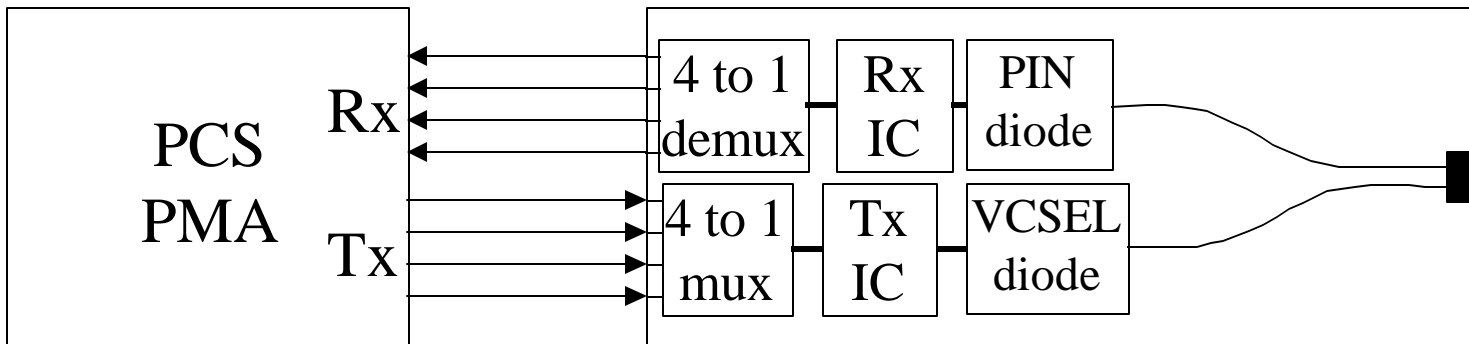 PCS
PMA
Rx
Tx
4 to 1
demux
Rx
IC
PIN
diode
4 to 1
mux
Tx
IC
VCSEL
diode